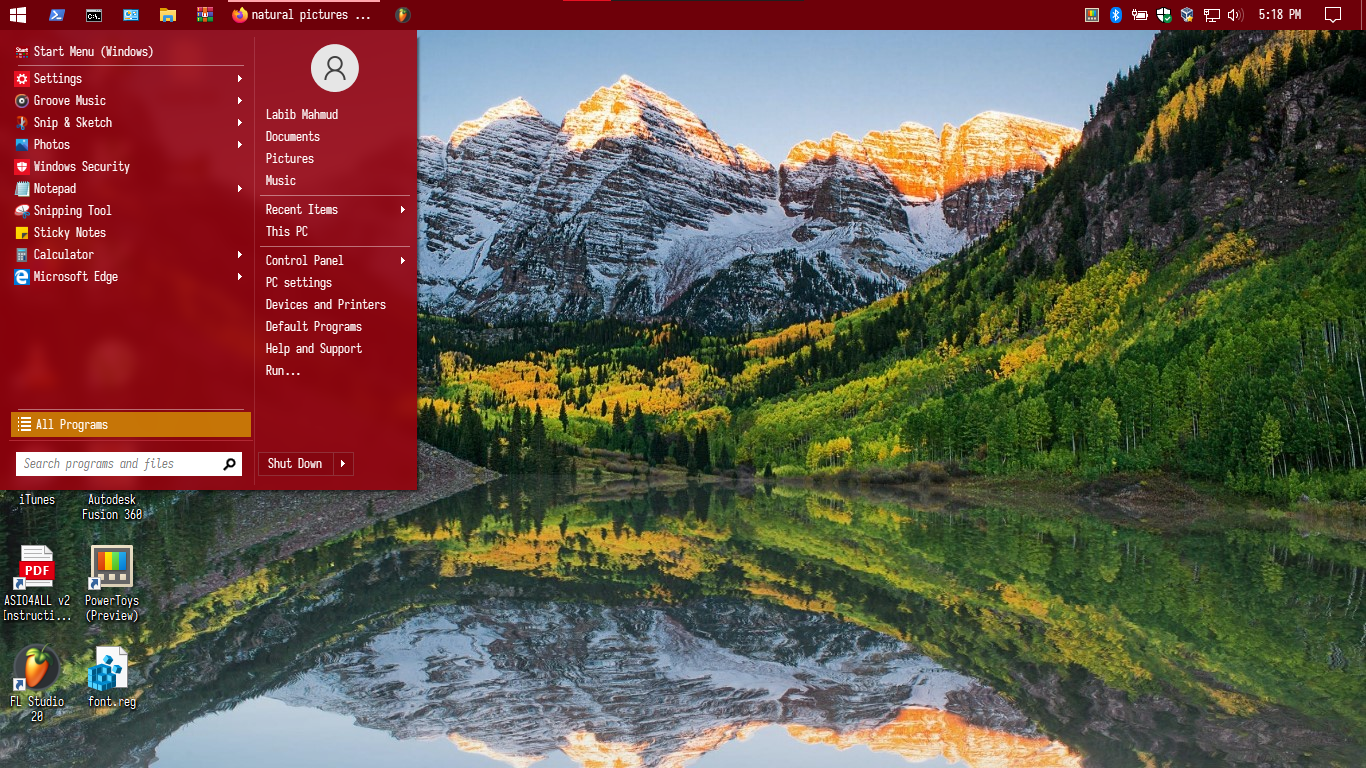 natural pictures ...
5:18 PM
Start Menu (Windows)
Settings
Groove Music
Snip & Sketch
Photos
Windows Security
Notepad
Snipping Tool
Sticky Notes
Calculator
Microsoft Edge
All Programs
Search programs and files
Labib Mahmud
Documents
Pictures
Music
Recent Items
This PC
Control Panel
PC settings
Devices and Printers
Default Programs
Help and Support
Run...
Shut Down
iTunes
Autodesk
Fusion 360
PDF
ASIO4ALL v2
Instructi...
PowerToys
(Preview)
FL Studio
20
font.reg